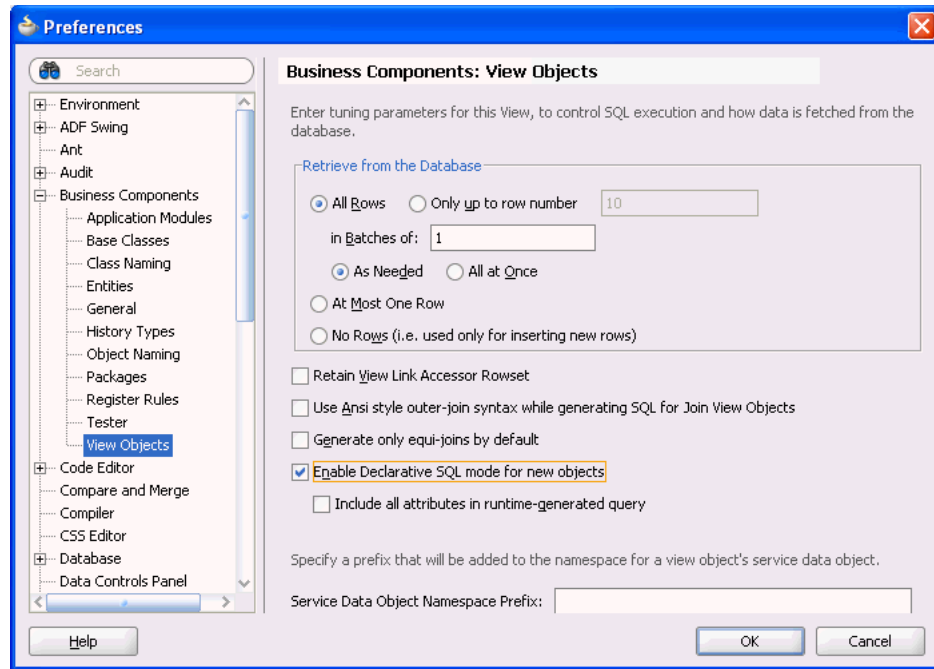 Preferences
Search
Environment
ADF Swing
Ant
Audit
Business Components
Application Modules
Base Classes
Class Naming
Entities
General
History Types
Object Naming
Packages
Register Rules
Tester
View Objects
Code Editor
Compare and Merge
Compiler
CSS Editor
Database
Data Controls Panel
Business Components: View Objects
Enter tuning parameters for this View, to control SQL execution and how data is fetched from the
database.
Retrieve from the Database
All Rows Only up to row number 10
in Batches of: 1
As Needed All at Once
At Most One Row
No Rows (i.e. used only for inserting new rows)
Retain View Link Accessor Rowset
Use Ansi style outer-join syntax while generating SQL for Join View Objects
Generate only equi-joins by default
Enable Declarative SQL mode for new objects
Include all attributes in runtime-generated query
Specify a prefix that will be added to the namespace for a view object's service data object.
Service Data Object Namespace Prefix:
Help OK Cancel